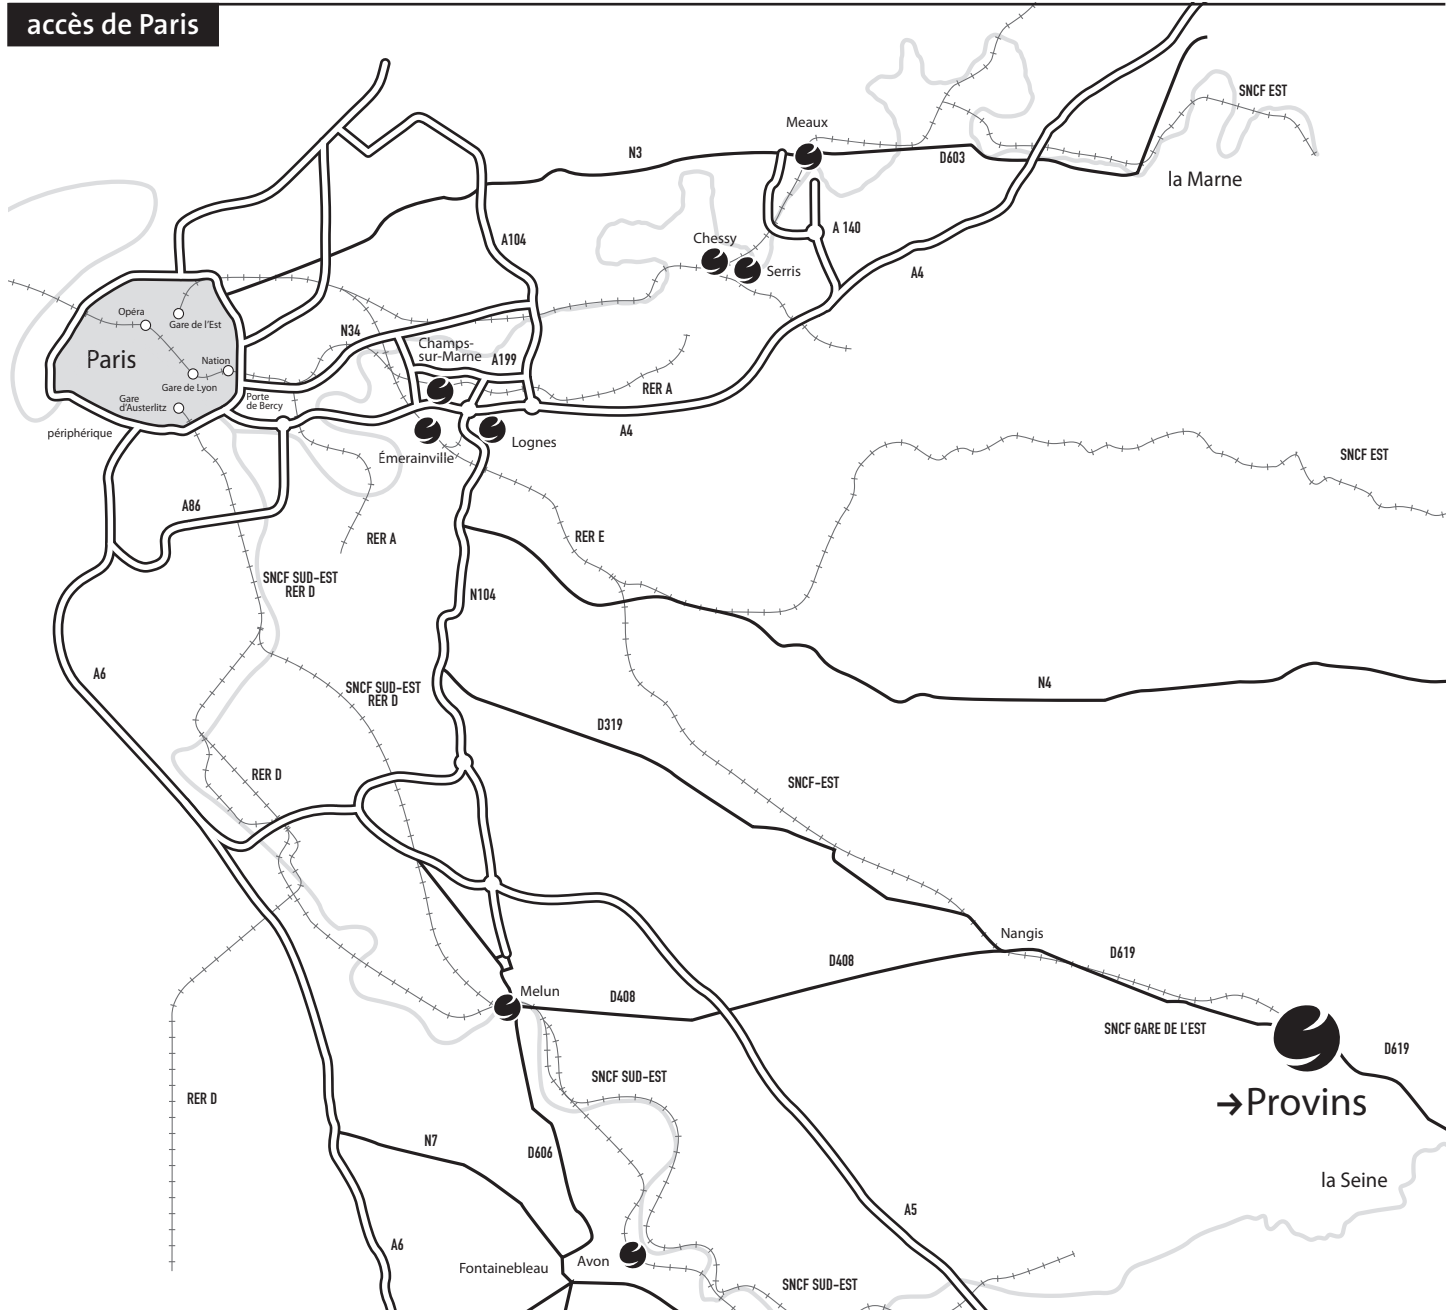 accès de Paris
SNCF EST
Meaux
N3
D603
la Marne
A104
A 140
Chessy
Serris
A4
Opéra
Gare de l'Est
N34
Champs-
sur-Marne
A199
Paris
Nation
Gare de Lyon
RER A
Gare
d'Austerlitz
Porte
de Bercy
périphérique
A4
Lognes
Émerainville
SNCF EST
A86
RER A
RER E
SNCF SUD-EST
RER D
N104
A6
SNCF SUD-EST
RER D
N4
D319
RER D
SNCF-EST
Nangis
D619
D408
Melun
D408
SNCF GARE DE L'EST
D619
SNCF SUD-EST
RER D
→Provins
N7
D606
la Seine
A5
A6
Fontainebleau
Avon
SNCF SUD-EST